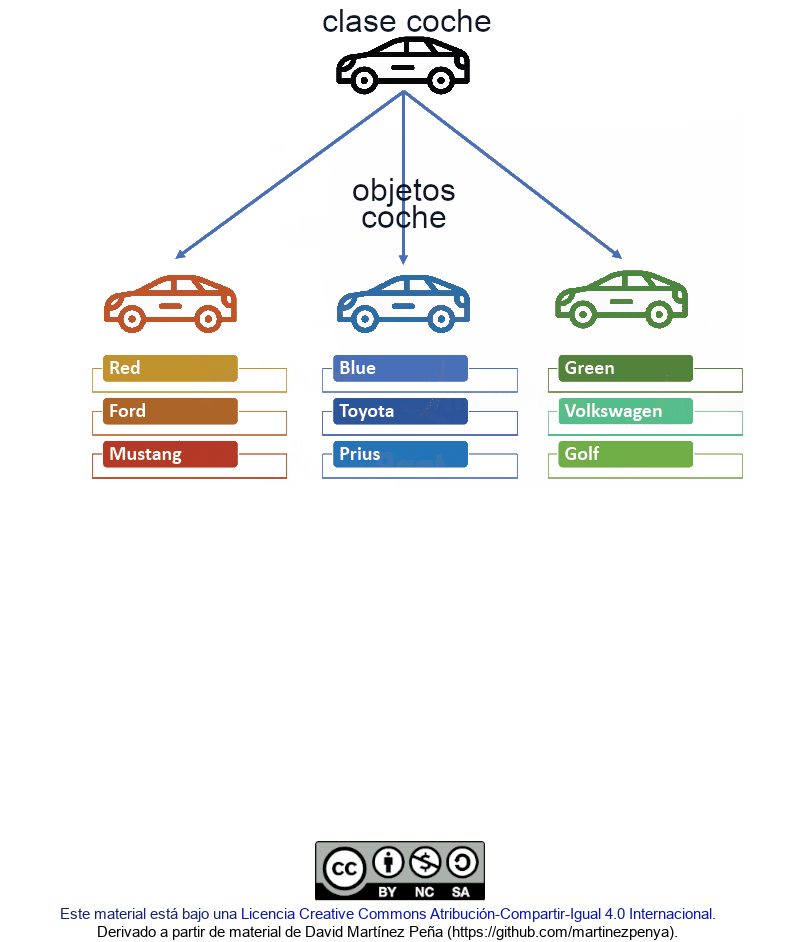 clase coche
objetos
coche
Red
Ford
Mustang
Blue
Toyota
Prius
Green
Volkswagen
Golf
CC
BY NC SA
Este material está bajo una Licencia Creative Commons Atribución-Compartir-Igual 4.0 Internacional.
Derivado a partir de material de David Martínez Peña (https://github.com/martinezpenya).